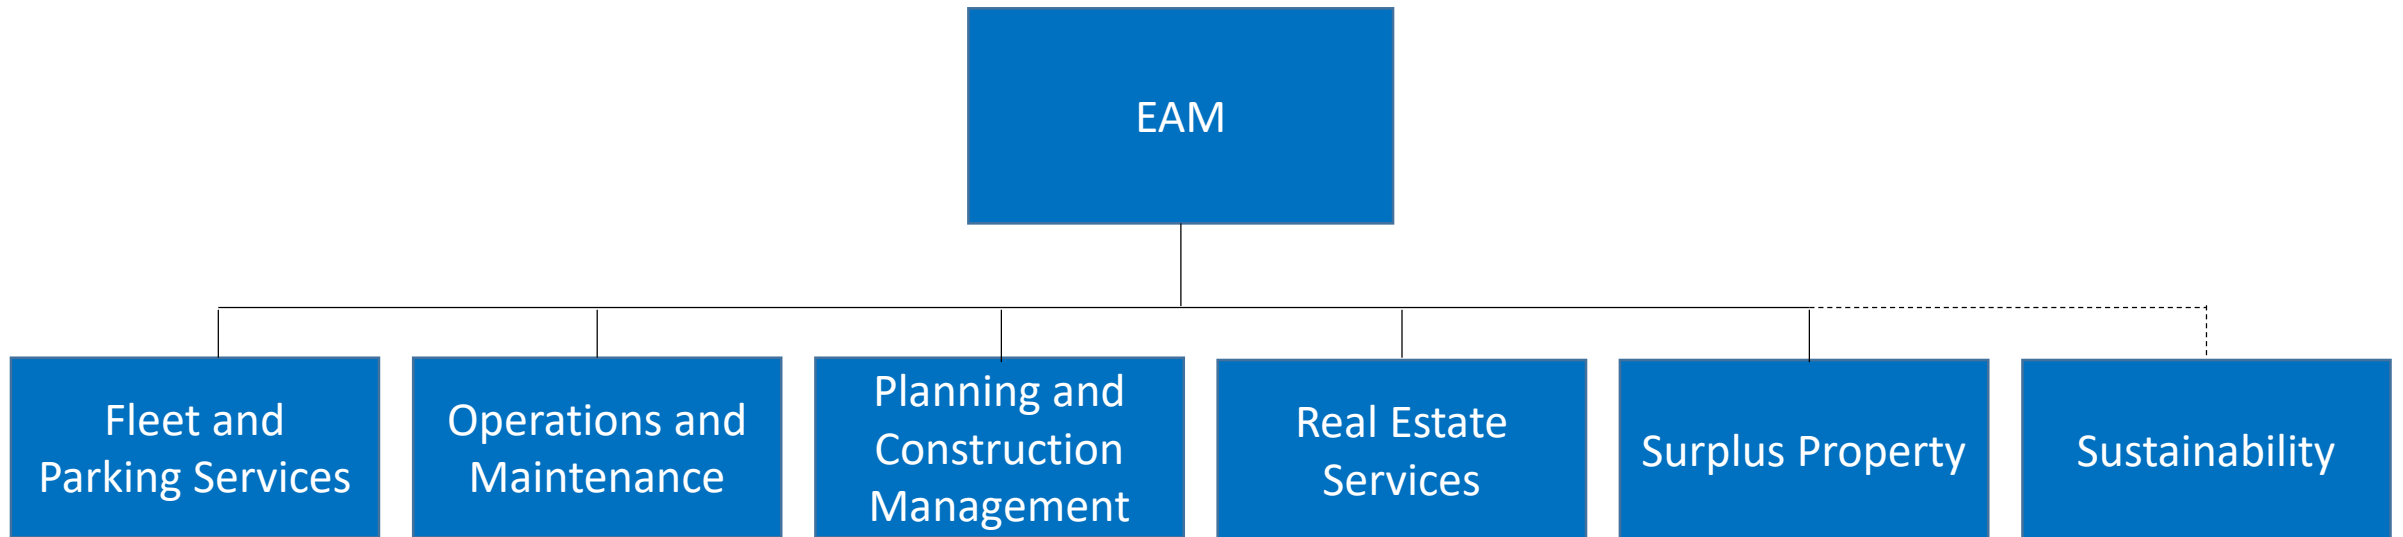 EAM
Fleet and
Parking Services
Operations and
Maintenance
Planning and
Construction
Management
Real Estate
Services
Surplus Property
Sustainability